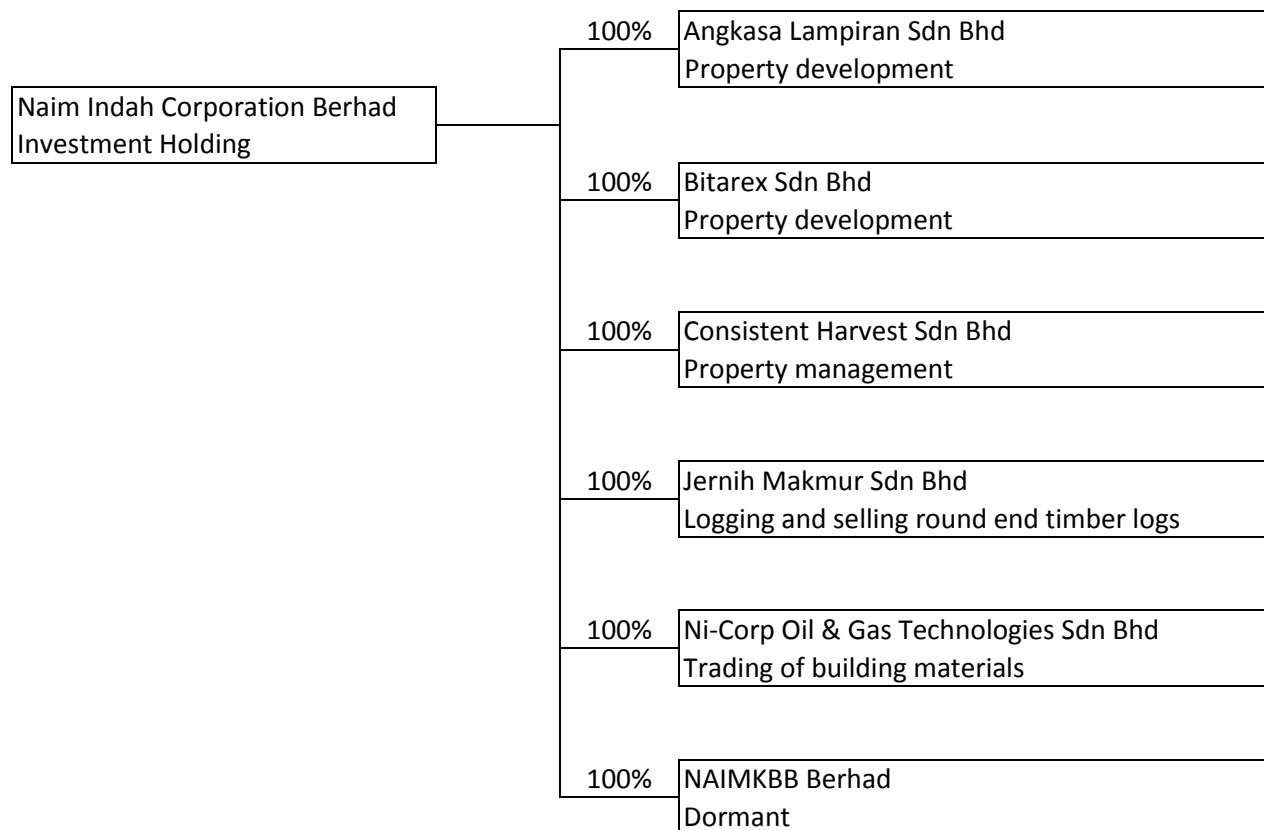 100%
Angkasa Lampiran Sdn Bhd
Property development
Naim Indah Corporation Berhad
Investment Holding
100%
Bitarex Sdn Bhd
Property development
100%
Consistent Harvest Sdn Bhd
Property management
100%
Jernih Makmur Sdn Bhd
Logging and selling round end timber logs
100%
Ni-Corp Oil & Gas Technologies Sdn Bhd
Trading of building materials
100%
NAIMKBB Berhad
Dormant